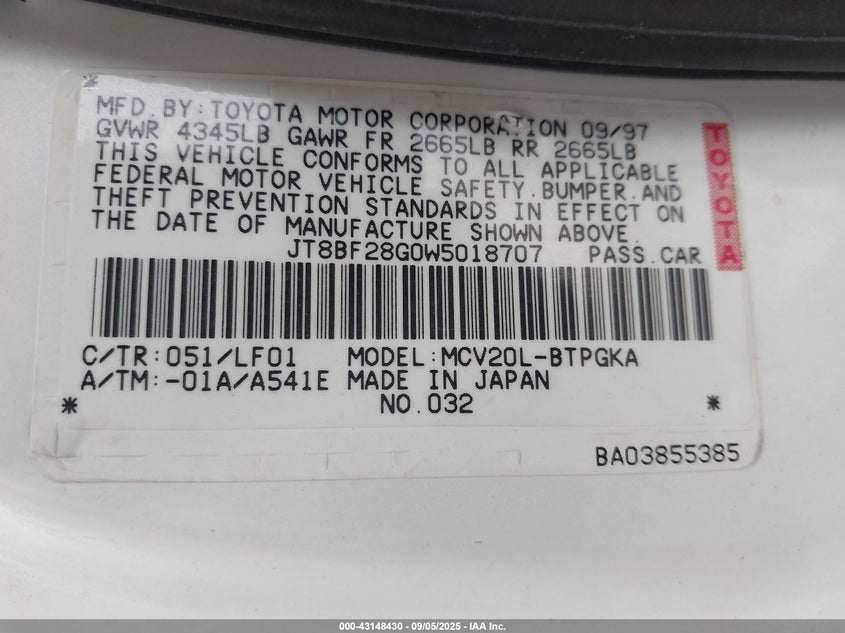 MFD.BY:TOYOTA MOTOR CORPORATION 09/97
GVWR 4345LB GAWR FR 2665LB RR 2665LB
THIS VEHICLE CONFORMS TO ALL APPLICABLE
FEDERAL MOTOR VEHICLE SAFETY.BUMPER.AND
THEFT PREVENTION STANDARDS IN EFFECT ON
THE DATE OF MANUFACTURE SHOWN ABOVE.
JT8BF28G0W5018707 PASS.CAR
TOYOTA
C/TR:051/LF01 MODEL:MCV20L-BTPGKA
A/TM:-01A/A541E MADE IN JAPAN
* NO.032 *
BA03855385
000-43148430 - 09/05/2025 - IAA Inc.